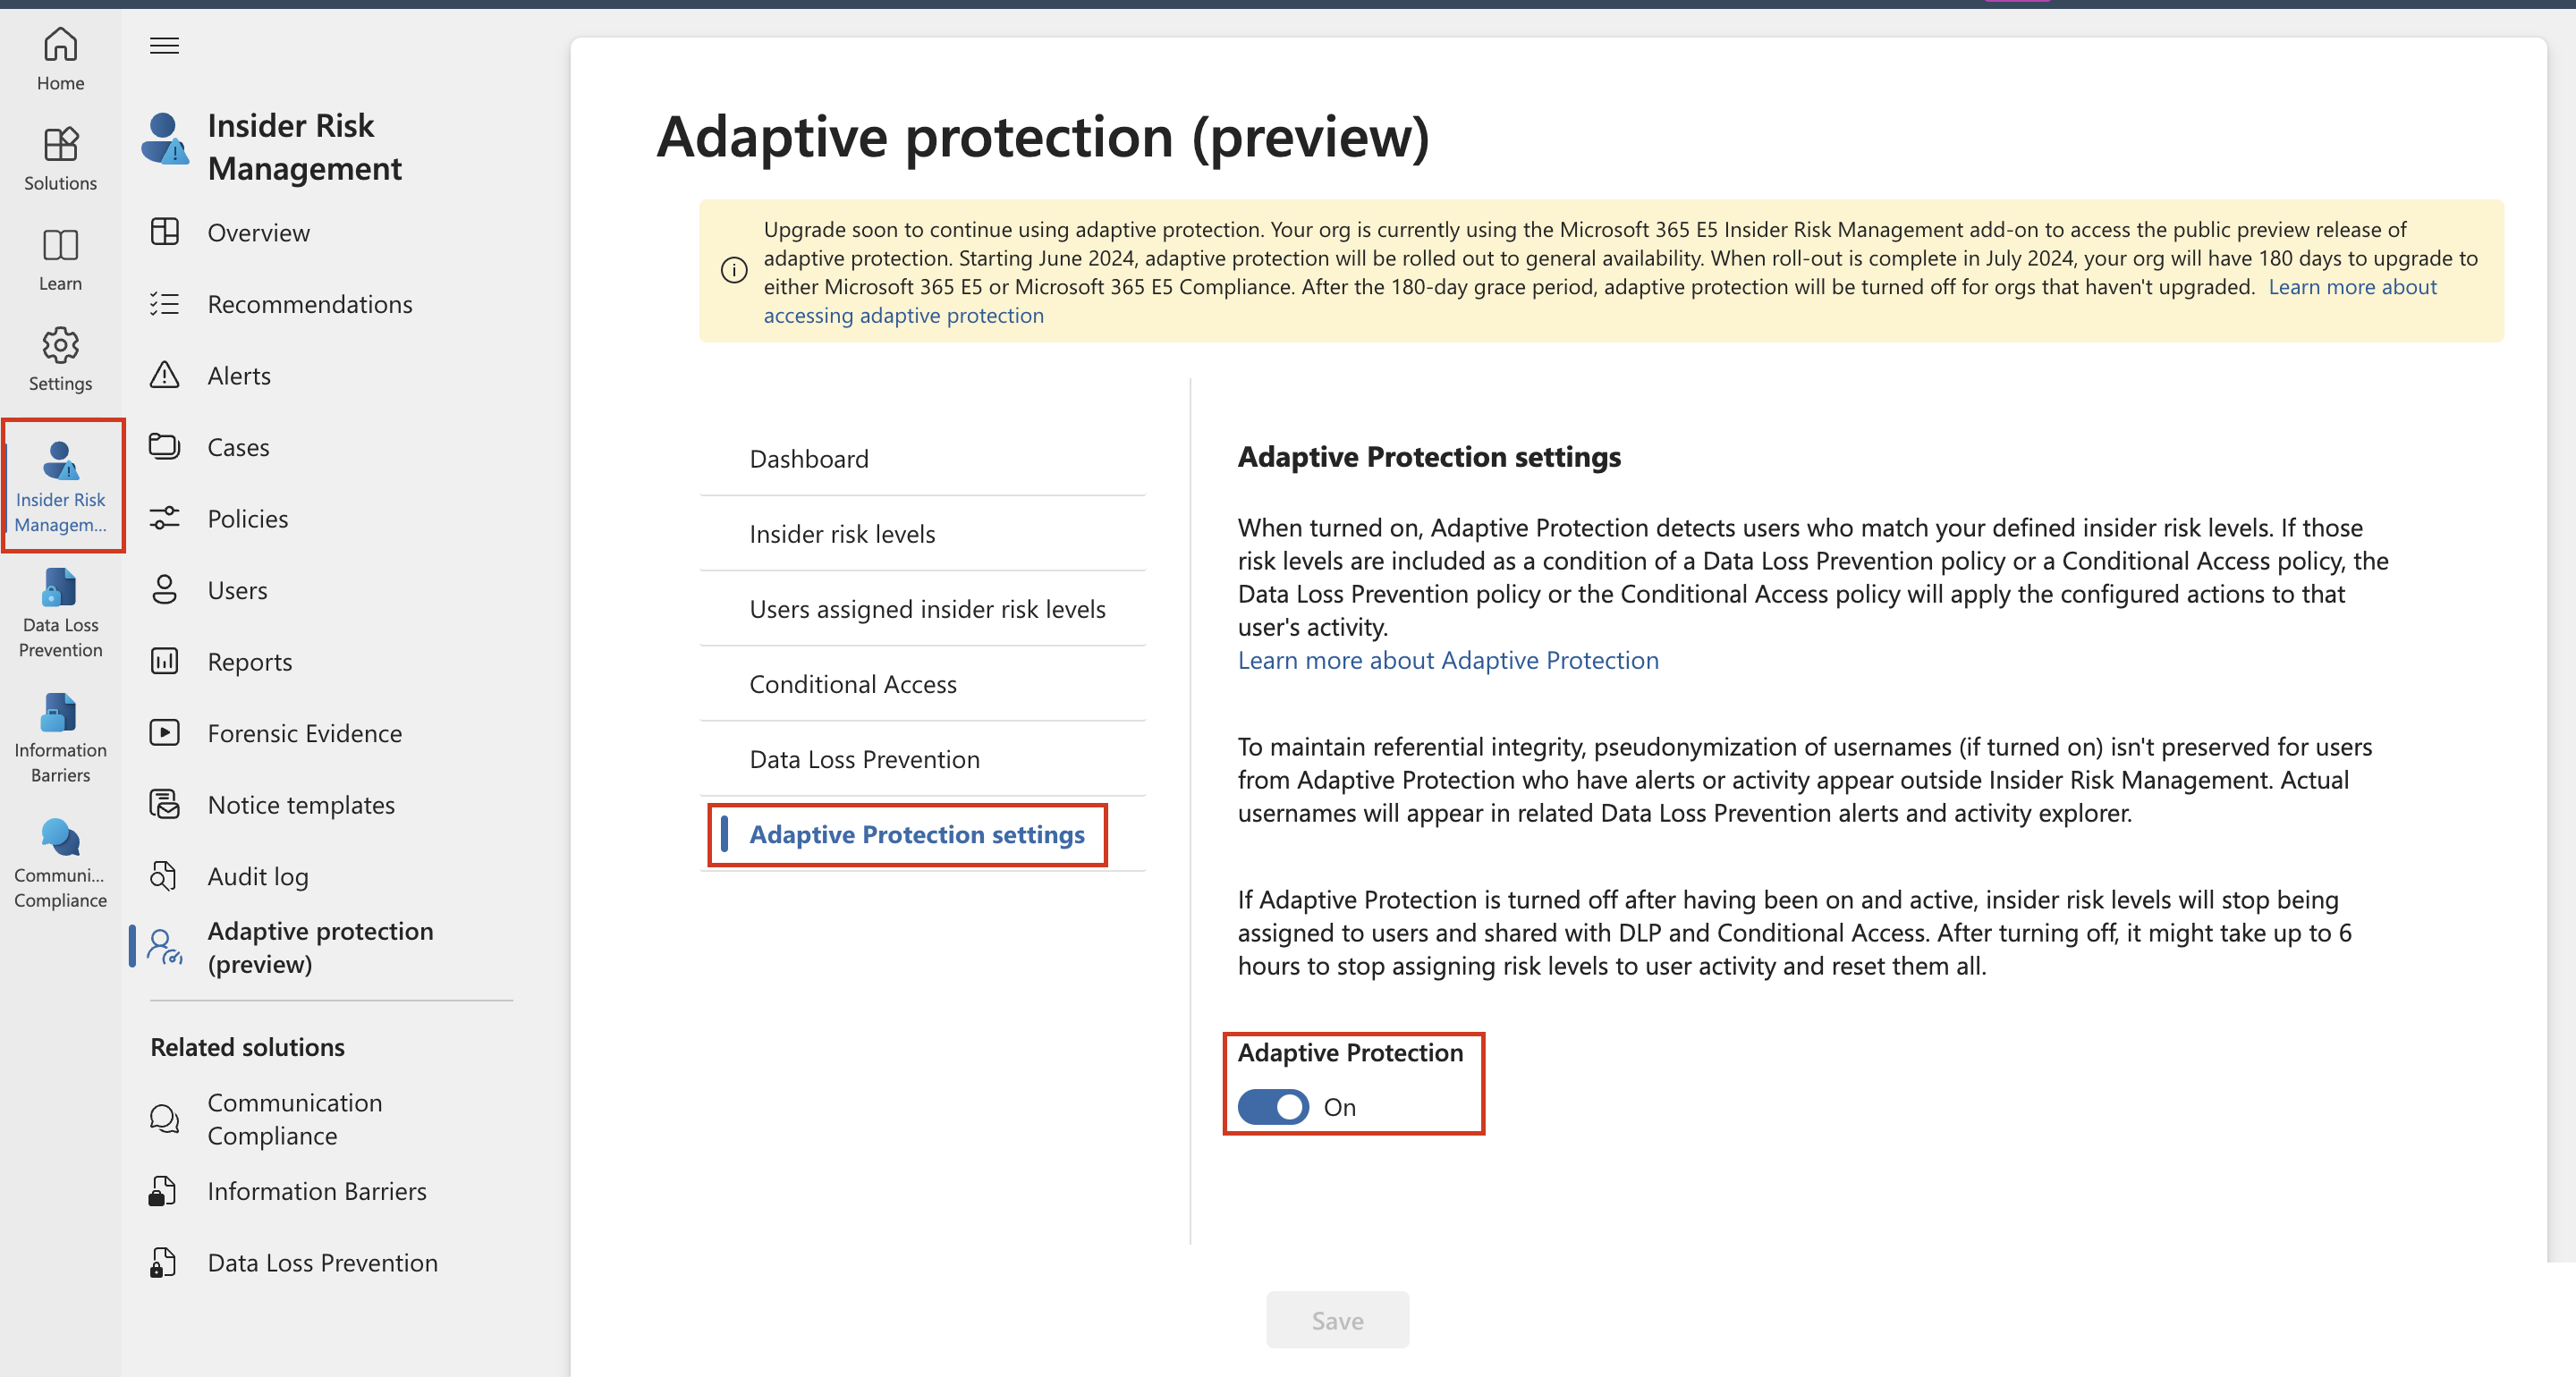 Home
Solutions
Learn
Settings
Insider Risk
Managem...
Data Loss
Prevention
Information
Barriers
Communi...
Compliance
Insider Risk
Management
Overview
Recommendations
Alerts
Cases
Policies
Users
Reports
Forensic Evidence
Notice templates
Audit log
Adaptive protection
(preview)
Related solutions
Communication
Compliance
Information Barriers
Data Loss Prevention
Adaptive protection (preview)
Upgrade soon to continue using adaptive protection. Your org is currently using the Microsoft 365 E5 Insider Risk Management add-on to access the public preview release of
adaptive protection. Starting June 2024, adaptive protection will be rolled out to general availability. When roll-out is complete in July 2024, your org will have 180 days to upgrade to
either Microsoft 365 E5 or Microsoft 365 E5 Compliance. After the 180-day grace period, adaptive protection will be turned off for orgs that haven't upgraded. Learn more about
accessing adaptive protection
Dashboard
Insider risk levels
Users assigned insider risk levels
Conditional Access
Data Loss Prevention
Adaptive Protection settings
Adaptive Protection settings
When turned on, Adaptive Protection detects users who match your defined insider risk levels. If those
risk levels are included as a condition of a Data Loss Prevention policy or a Conditional Access policy, the
Data Loss Prevention policy or the Conditional Access policy will apply the configured actions to that
user's activity.
Learn more about Adaptive Protection
To maintain referential integrity, pseudonymization of usernames (if turned on) isn't preserved for users
from Adaptive Protection who have alerts or activity appear outside Insider Risk Management. Actual
usernames will appear in related Data Loss Prevention alerts and activity explorer.
If Adaptive Protection is turned off after having been on and active, insider risk levels will stop being
assigned to users and shared with DLP and Conditional Access. After turning off, it might take up to 6
hours to stop assigning risk levels to user activity and reset them all.
Adaptive Protection
On
Save